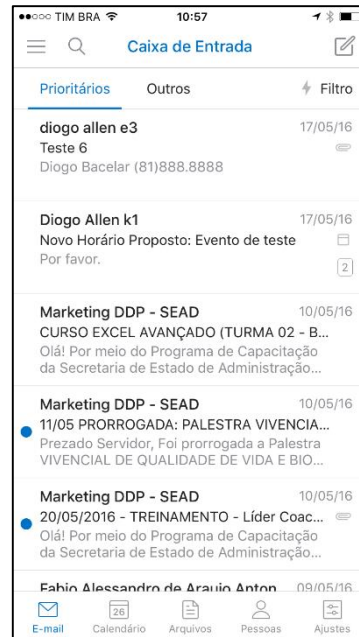 TIM BRA 10:57
Caixa de Entrada
Prioritários Outros Filtro
diogo allen e3 17/05/16
Teste 6
Diogo Bacelar (81)888.8888
Diogo Allen k1 17/05/16
Novo Horário Proposto: Evento de teste
Por favor.
2
Marketing DDP - SEAD 10/05/16
CURSO EXCEL AVANÇADO (TURMA 02 - B...
Olá! Por meio do Programa de Capacitação
da Secretaria de Estado de Administração...
Marketing DDP - SEAD 10/05/16
11/05 PRORROGADA: PALESTRA VIVENCIA...
Prezado Servidor, Foi prorrogada a Palestra
VIVENCIAL DE QUALIDADE DE VIDA E BIO...
Marketing DDP - SEAD 10/05/16
20/05/2016 - TREINAMENTO - Líder Coac...
Olá! Por meio do Programa de Capacitação
da Secretaria de Estado de Administração...
Fabio Alessandro de Araujo Anton 09/05/16
26
E-mail Calendário Arquivos Pessoas Ajustes